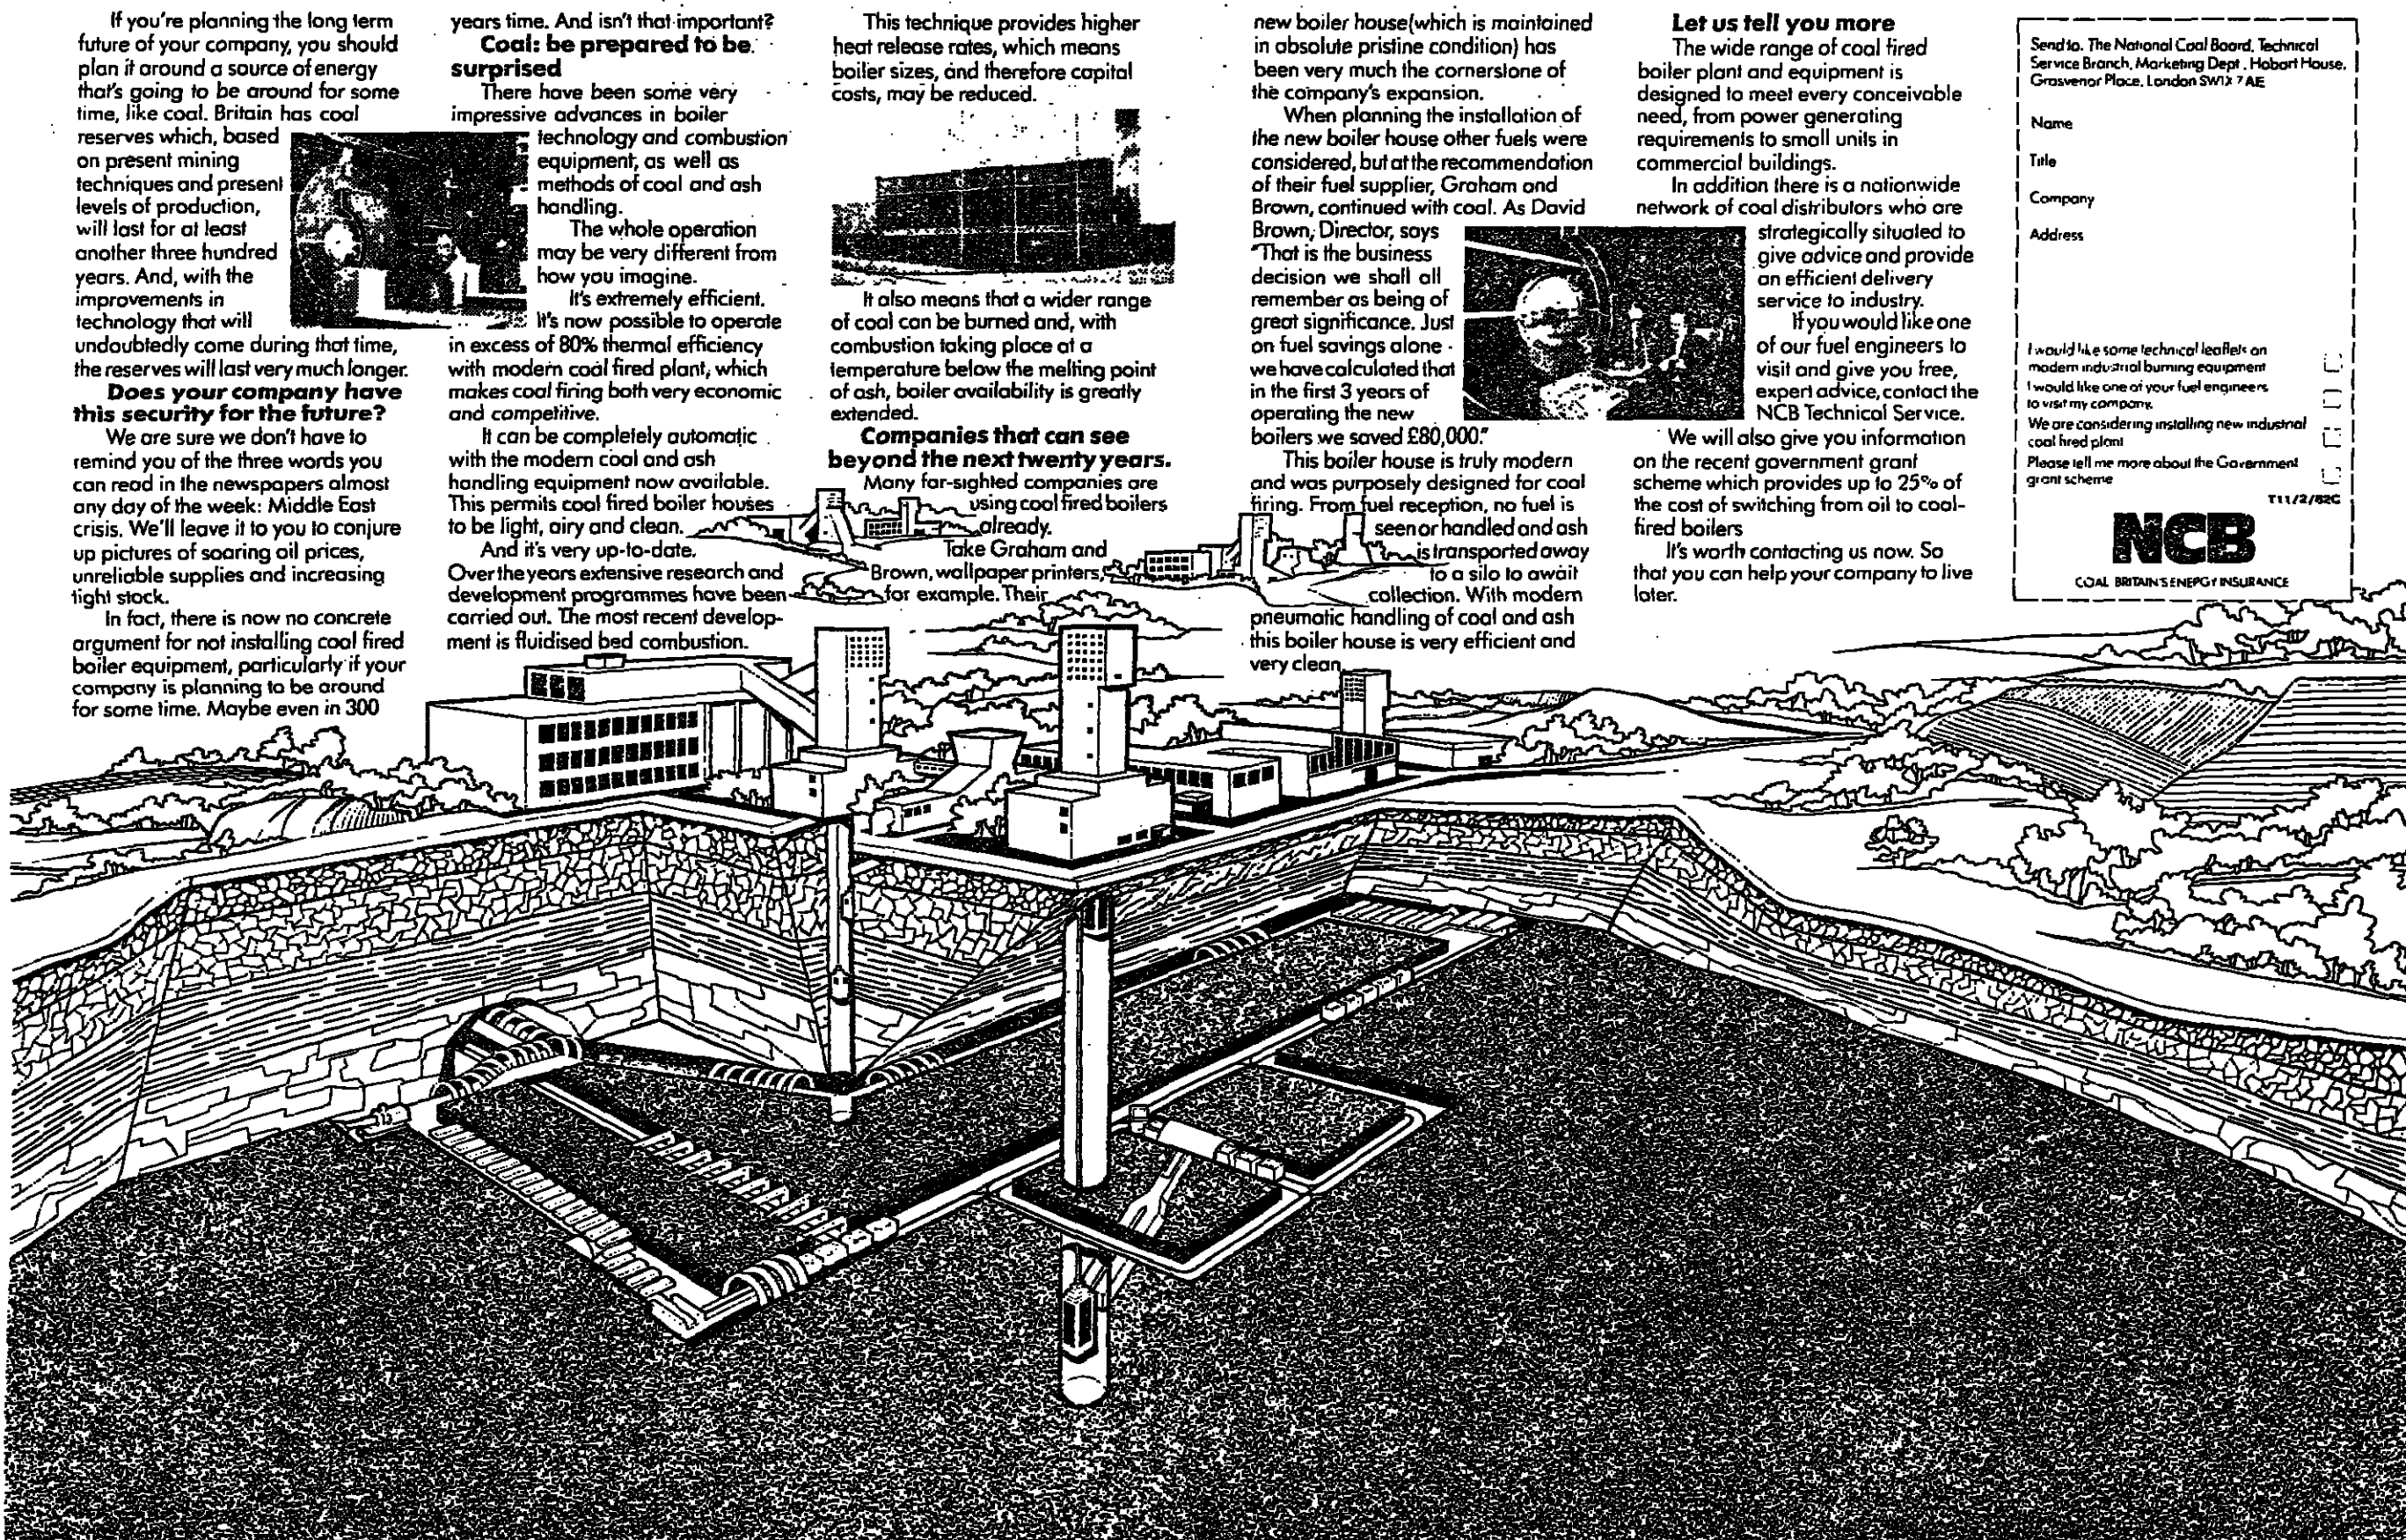 If you're planning the long term
future of your company, you should
plan it around a source of energy
that's going to be around for some
time, like coal. Britain has coal
reserves which, based
on present mining
techniques and present
levels of production,
will last for at least
another three hundred
years. And, with the
improvements in
technology that will
undoubtedly come during that time,
the reserves will last very much longer.
Does your company have
this security for the future?
We are sure we don't have to
remind you of the three words you
can read in the newspapers almost
any day of the week: Middle East
crisis. We'll leave it to you to conjure
up pictures of soaring oil prices,
unreliable supplies and increasing
tight stock.
In fact, there is now no concrete
argument for not installing coal fired
boiler equipment, particularly if your
company is planning to be around
for some time. Maybe even in 300
years time. And isn't that important?
Coal: be prepared to be
surprised
There have been some very
impressive advances in boiler
technology and combustion
equipment, as well as
methods of coal and ash
handling.
The whole operation
may be very different from
how you imagine.
It's extremely efficient.
It's now possible to operate
in excess of 80% thermal efficiency
with modern coal fired plant, which
makes coal firing both very economic
and competitive.
It can be completely automatic
with the modern coal and ash
handling equipment now available.
This permits coal fired boiler houses
to be light, airy and clean.
And it's very up-to-date.
Over the years extensive research and
development programmes have been
carried out. The most recent develop-
ment is fluidised bed combustion.
This technique provides higher
heat release rates, which means
boiler sizes, and therefore capital
costs, may be reduced.
It also means that a wider range
of coal can be burned and, with
combustion taking place at a
temperature below the melting point
of ash, boiler availability is greatly
extended.
Companies that can see
beyond the next twenty years.
Many far-sighted companies are
using coal fired boilers
already.
Take Graham and
Brown, wallpaper printers,
for example. Their
new boiler house (which is maintained
in absolute pristine condition) has
been very much the cornerstone of
the company's expansion.
When planning the installation of
the new boiler house other fuels were
considered, but at the recommendation
of their fuel supplier, Graham and
Brown, continued with coal. As David
Brown, Director, says
"That is the business
decision we shall all
remember as being of
great significance. Just
on fuel savings alone -
we have calculated that
in the first 3 years of
operating the new
boilers we saved £80,000."
This boiler house is truly modern
and was purposely designed for coal
firing. From fuel reception, no fuel is
seen or handled and ash
is transported away
to a silo to await
collection. With modern
pneumatic handling of coal and ash
this boiler house is very efficient and
very clean.
Let us tell you more
The wide range of coal fired
boiler plant and equipment is
designed to meet every conceivable
need, from power generating
requirements to small units in
commercial buildings.
In addition there is a nationwide
network of coal distributors who are
strategically situated to
give advice and provide
an efficient delivery
service to industry.
If you would like one
of our fuel engineers to
visit and give you free,
expert advice, contact the
NCB Technical Service.
We will also give you information
on the recent government grant
scheme which provides up to 25% of
the cost of switching from oil to coal-
fired boilers
It's worth contacting us now. So
that you can help your company to live
later.
Send to. The National Coal Board, Technical
Service Branch, Marketing Dept, Hobart House,
Grosvenor Place, London SW1X 7AE
Name
Title
Company
Address
I would like some technical leaflets on
modern industrial burning equipment
I would like one of your fuel engineers
to visit my company.
We are considering installing new industrial
coal fired plant
Please tell me more about the Government
grant scheme
T11/2/82C
NCB
COAL BRITAIN'S ENERGY INSURANCE